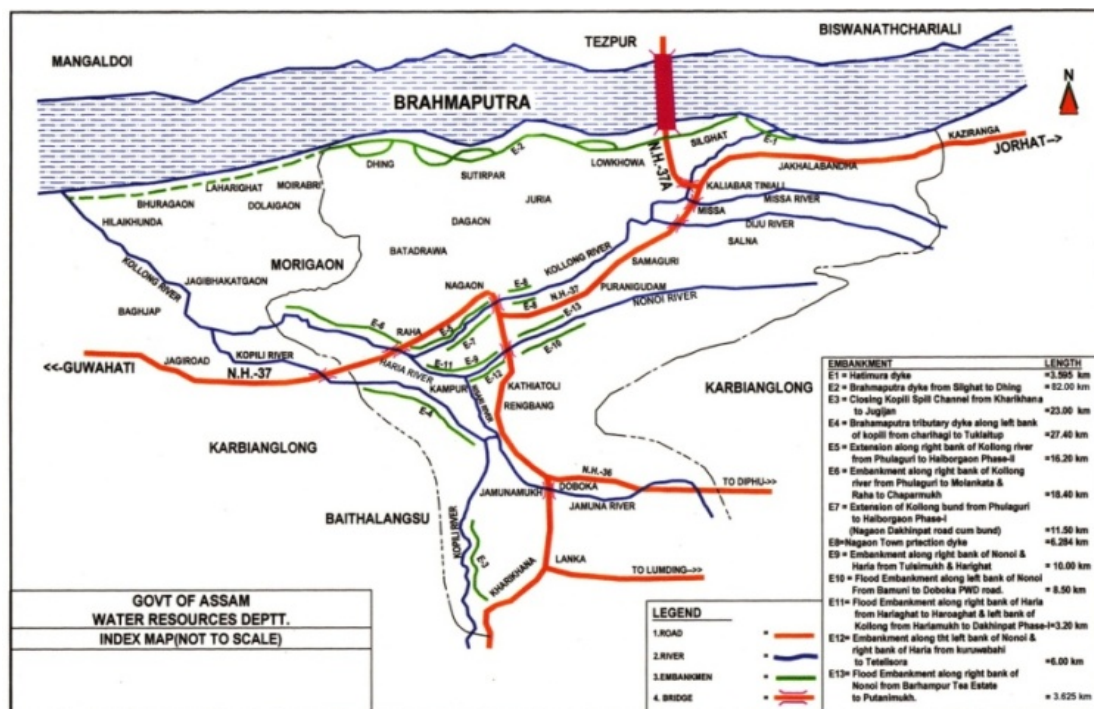 MANGALDOI
TEZPUR
BISWANATHCHARIALI
BRAHMAPUTRA
N
KAZIRANGA
JORHAT-->
SILGHAT
E-1
JAKHALABANDHA
DHING
E-2
SUTIRPAR
LOWKHOWA
N.H.-37A
KALIABAR TINIALI
MISSA RIVER
MISSA
DIJU RIVER
SALNA
LAHARIGHAT
MOIRABRI
BHURAGAON
DOLAIGAON
HILAIKHUNDA
JURIA
DAGAON
BATADRAWA
KOLLONG RIVER
SAMAGURI
MORIGAON
JAGIBHAKATGAON
KOLLONG RIVER
BAGHJAP
NAGAON
E-8
E-8
N.H.-37
PURANIGUDAM
NONOI RIVER
E-13
E-10
E-6
RAHA
E-5
E-7
E-11
E-9
E-12
HARIA RIVER
KAMPUR
KHARI RIVER
KATHIATOLI
RENGBANG
KOPILI RIVER
JAGIROAD
<<-GUWAHATI
N.H.-37
E-4
KARBIANGLONG
KARBIANGLONG
N.H.-36
TO DIPHU->>
DOBOKA
JAMUNAMUKH
JAMUNA RIVER
BAITHALANGSU
KOPILI RIVER
E-3
KHARIKHANA
LANKA
TO LUMDING-->>
GOVT OF ASSAM
WATER RESOURCES DEPTT.
INDEX MAP(NOT TO SCALE)
LEGEND
1.ROAD =
2.RIVER =
3.EMBANKMEN =
4. BRIDGE =
EMBANKMENT LENGTH
E1 = Hatimura dyke =3.595 km
E2 = Brahmaputra dyke from Silghat to Dhing =82.00 km
E3 = Closing Kopili Spill Channel from Kharikhana
to Jugijan =23.00 km
E4 = Brahamaputra tributary dyke along left bank
of kopili from charihagi to Tuklaitup =27.40 km
E5 = Extension along right bank of Kollong river
from Phulaguri to Haiborgaon Phase-II =16.20 km
E6 = Embankment along right bank of Kollong
river from Phulaguri to Molankata &
Raha to Chaparmukh =18.40 km
E7 = Extension of Kollong bund from Phulaguri
to Haiborgaon Phase-I
(Nagaon Dakhinpat road cum bund) =11.50 km
E8=Nagaon Town prtection dyke =6.284 km
E9 = Embankment along right bank of Nonoi &
Haria from Tulsimukh & Harighat = 10.00 km
E10 = Flood Embankment along left bank of Nonoi
From Bamuni to Doboka PWD road. = 8.50 km
E11= Flood Embankment along right bank of Haria
from Hariaghat to Haroaghat & left bank of
Kollong from Hariamukh to Dakhinpat Phase-I=3.20 km
E12= Embankment along tht left bank of Nonoi &
right bank of Haria from kuruwabahi
to Tetelisora =6.00 km
E13= Flood Embankment along right bank of
Nonoi from Barhampur Tea Estate
to Putanimukh. = 3.625 km